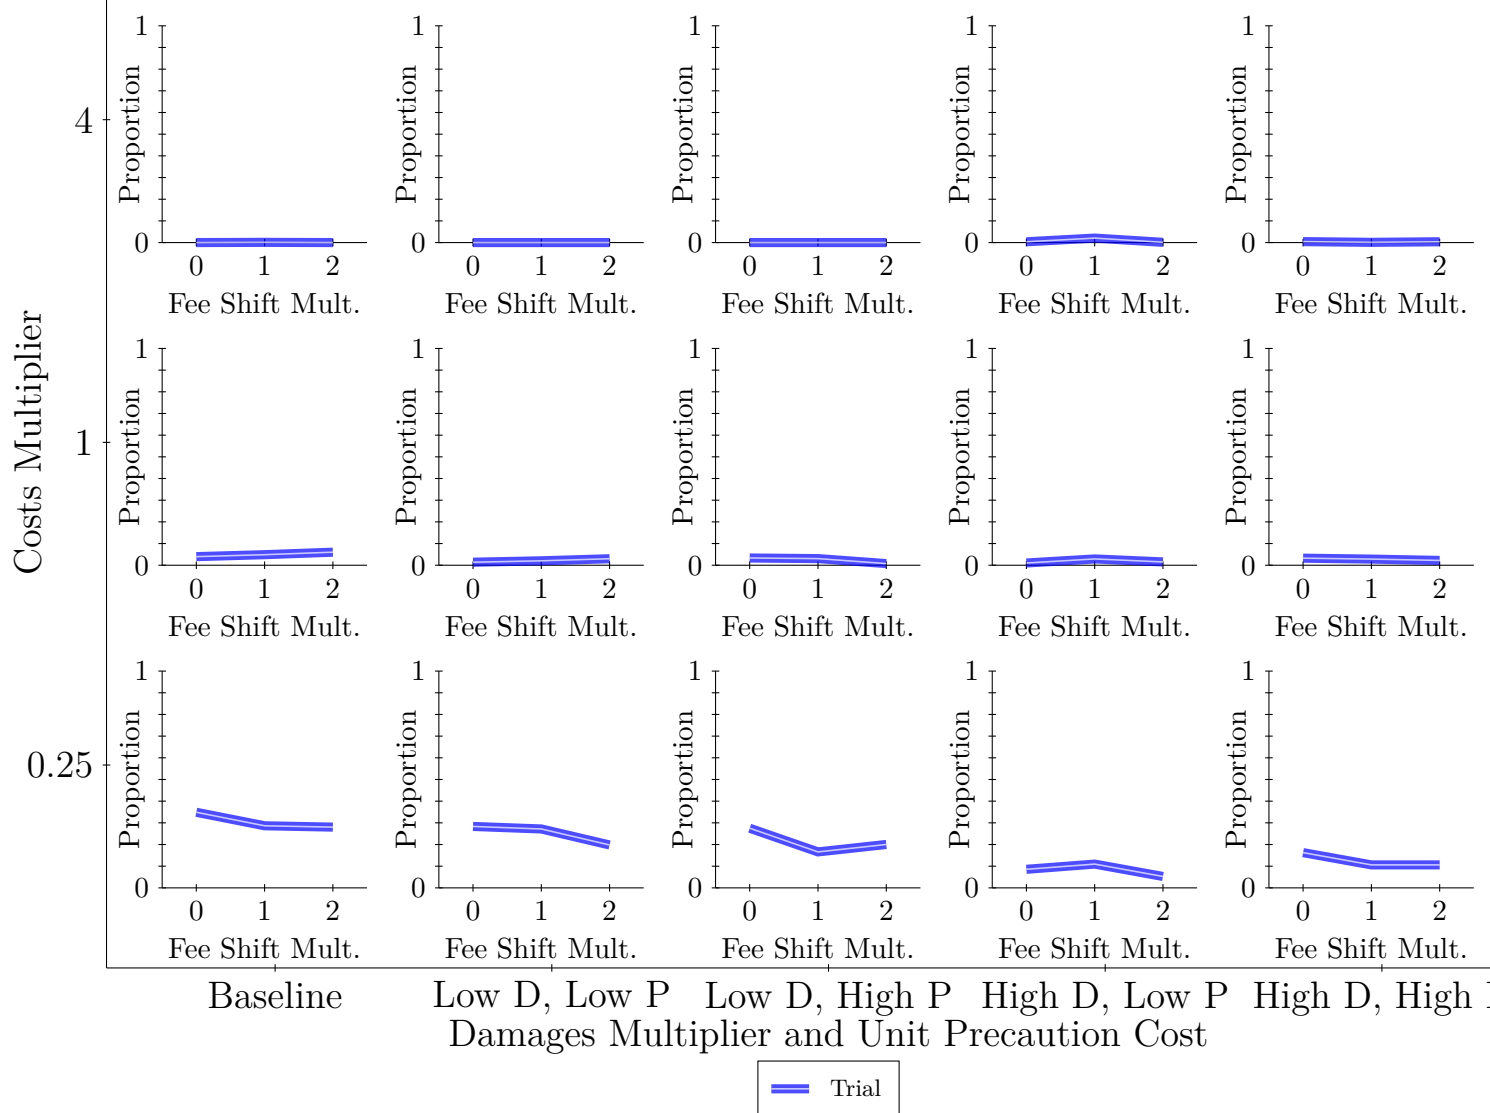 1
Proportion
0
0 1 2
Fee Shift Mult.
1
Proportion
0
0 1 2
Fee Shift Mult.
1
Proportion
0
0 1 2
Fee Shift Mult.
1
Proportion
0
0 1 2
Fee Shift Mult.
1
Proportion
0
0 1 2
Fee Shift Mult.
4
1
Proportion
0
0 1 2
Fee Shift Mult.
1
Proportion
0
0 1 2
Fee Shift Mult.
1
Proportion
0
0 1 2
Fee Shift Mult.
1
Proportion
0
0 1 2
Fee Shift Mult.
1
Proportion
0
0 1 2
Fee Shift Mult.
1
Costs Multiplier
1
Proportion
0
0 1 2
Fee Shift Mult.
1
Proportion
0
0 1 2
Fee Shift Mult.
1
Proportion
0
0 1 2
Fee Shift Mult.
1
Proportion
0
0 1 2
Fee Shift Mult.
1
Proportion
0
0 1 2
Fee Shift Mult.
0.25
Baseline
Low D, Low P
Low D, High P
High D, Low P
High D, High
Damages Multiplier and Unit Precaution Cost
Trial